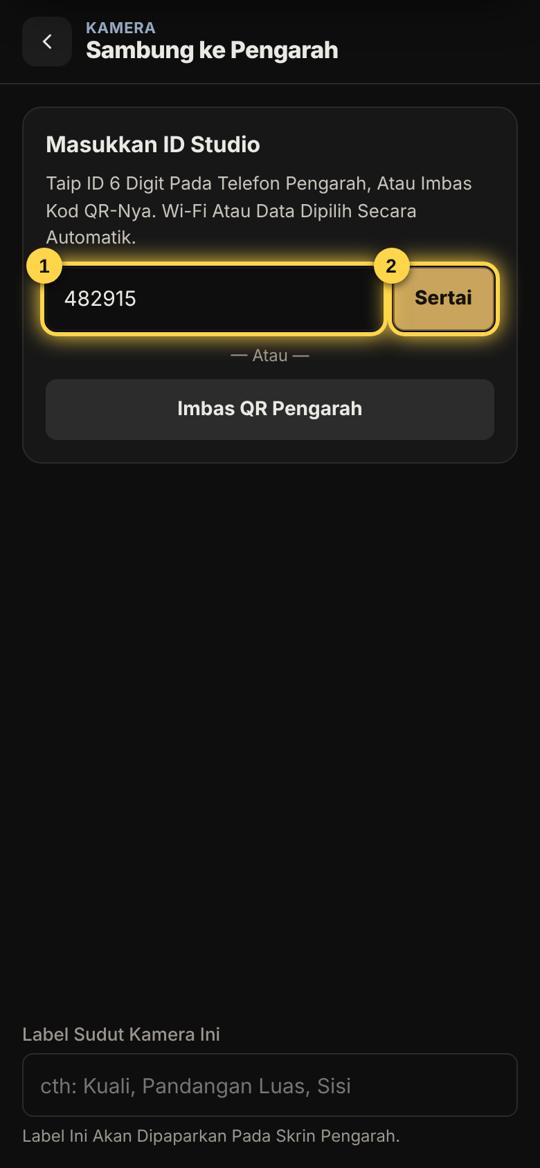 KAMERA
Sambung ke Pengarah
Masukkan ID Studio
Taip ID 6 Digit Pada Telefon Pengarah, Atau Imbas
Kod QR-Nya. Wi-Fi Atau Data Dipilih Secara
Automatik.
1
2
482915
Sertai
— Atau —
Imbas QR Pengarah
Label Sudut Kamera Ini
cth: Kuali, Pandangan Luas, Sisi
Label Ini Akan Dipaparkan Pada Skrin Pengarah.